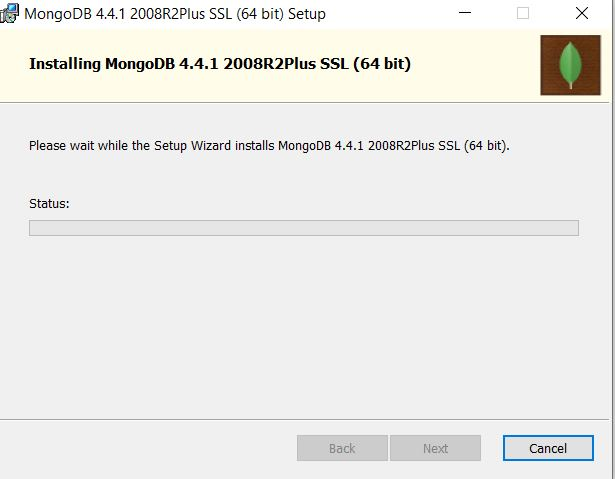 MongoDB 4.4.1 2008R2Plus SSL (64 bit) Setup
Installing MongoDB 4.4.1 2008R2Plus SSL (64 bit)
Please wait while the Setup Wizard installs MongoDB 4.4.1 2008R2Plus SSL (64 bit).
Status:
Back Next Cancel